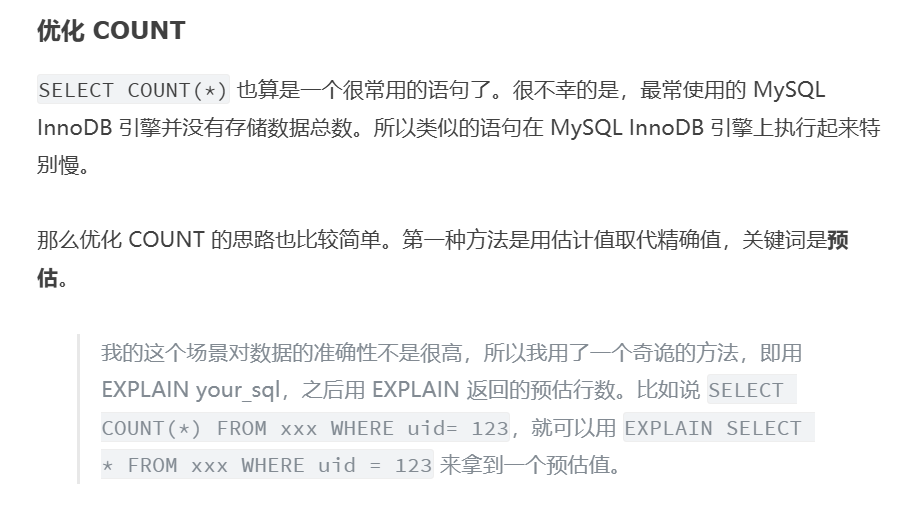 优化 COUNT
SELECT COUNT(*) 也算是一个很常用的语句了。很不幸的是，最常使用的 MySQL
InnoDB 引擎并没有存储数据总数。所以类似的语句在 MySQL InnoDB 引擎上执行起来特
别慢。
那么优化 COUNT 的思路也比较简单。第一种方法是用估计值取代精确值，关键词是预
估。
我的这个场景对数据的准确性不是很高，所以我用了一个奇诡的方法，即用
EXPLAIN your_sql，之后用 EXPLAIN 返回的预估行数。比如说 SELECT
COUNT(*) FROM xxx WHERE uid= 123，就可以用 EXPLAIN SELECT
* FROM xxx WHERE uid = 123 来拿到一个预估值。